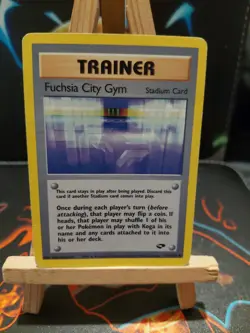 TRAINER
Fuchsia City Gym
Stadium Card
This card stays in play after being played. Discard this
card if another Stadium card comes into play.
Once during each player's turn (before
attacking), that player may flip a coin. If
heads, that player may shuffle 1 of his
or her Pokémon in play with Koga in its
name and any cards attached to it into
his or her deck.